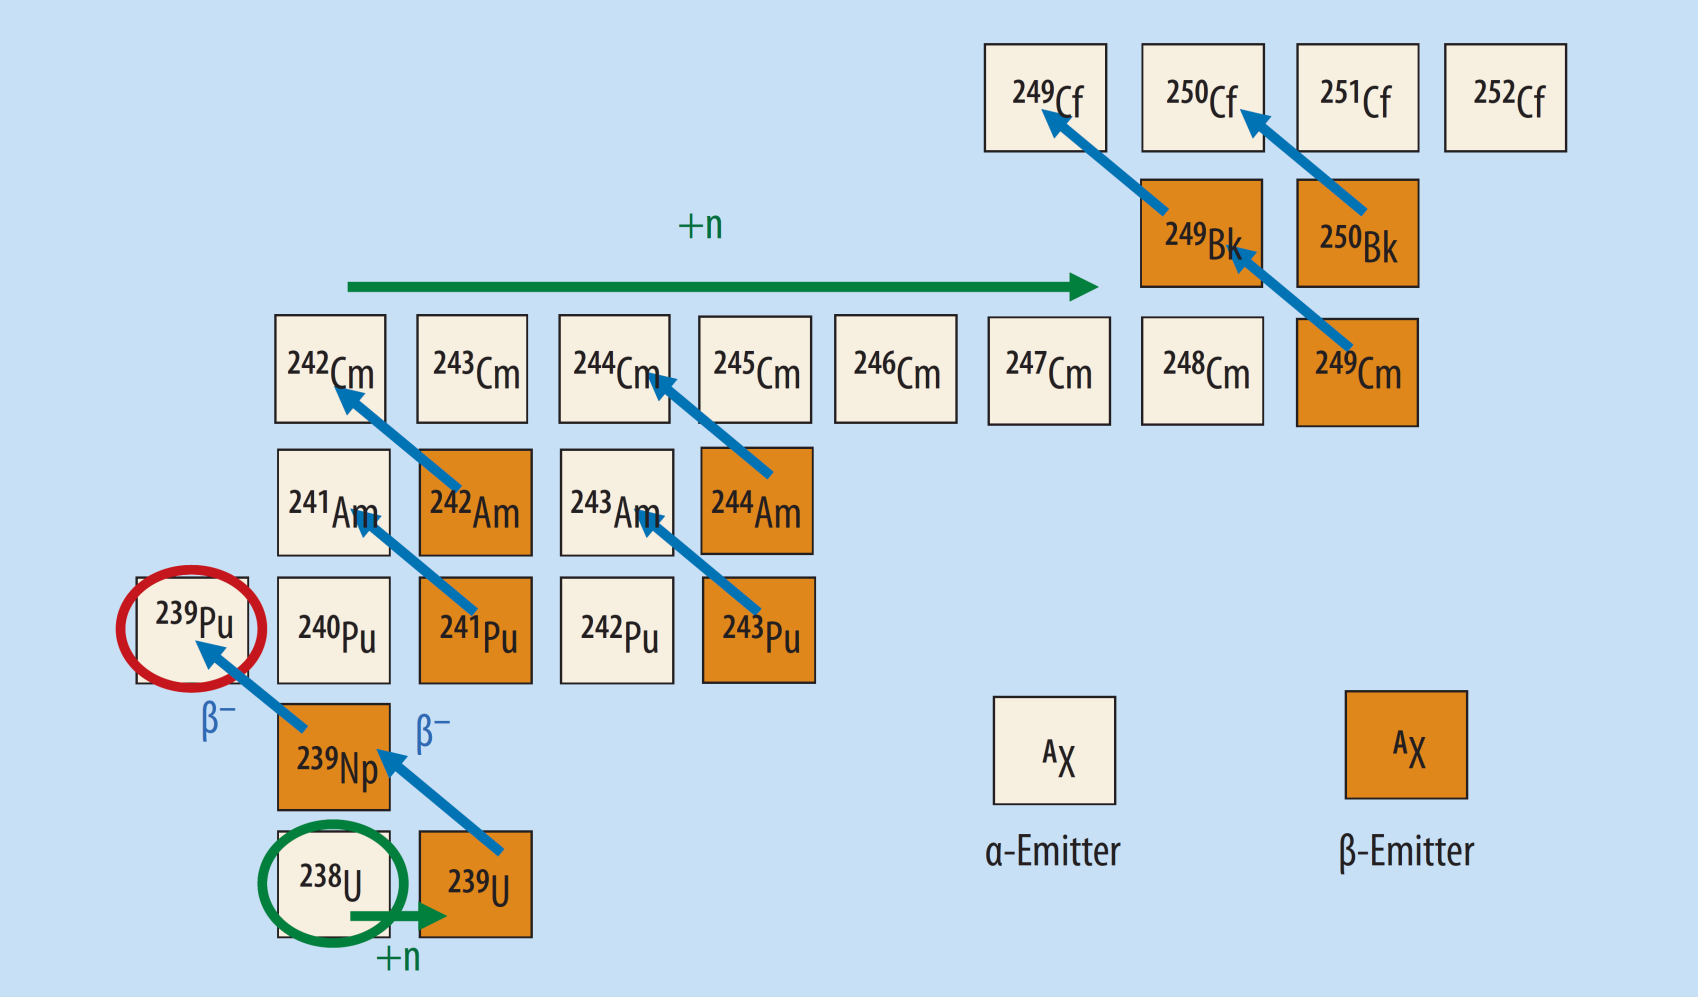 ²⁴⁹Cf ²⁵⁰Cf ²⁵¹Cf ²⁵²Cf
+n
²⁴⁹Bk ²⁵⁰Bk
²⁴²Cm ²⁴³Cm ²⁴⁴Cm ²⁴⁵Cm ²⁴⁶Cm ²⁴⁷Cm ²⁴⁸Cm ²⁴⁹Cm
²⁴¹Am ²⁴²Am ²⁴³Am ²⁴⁴Am
²³⁹Pu ²⁴⁰Pu ²⁴¹Pu ²⁴²Pu ²⁴³Pu
β⁻ β⁻
²³⁹Np
ᴬX ᴬX
α-Emitter β-Emitter
²³⁸U ²³⁹U
+n